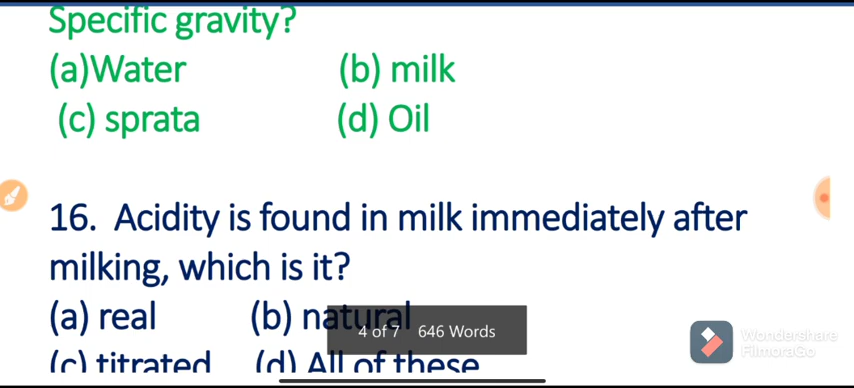 Specific gravity?
(a)Water (b) milk
(c) sprata (d) Oil
16. Acidity is found in milk immediately after
milking, which is it?
(a) real (b) natural
4 of 7 646 Words
(c) titrated (d) All of these
Wondershare
FilmoraGo